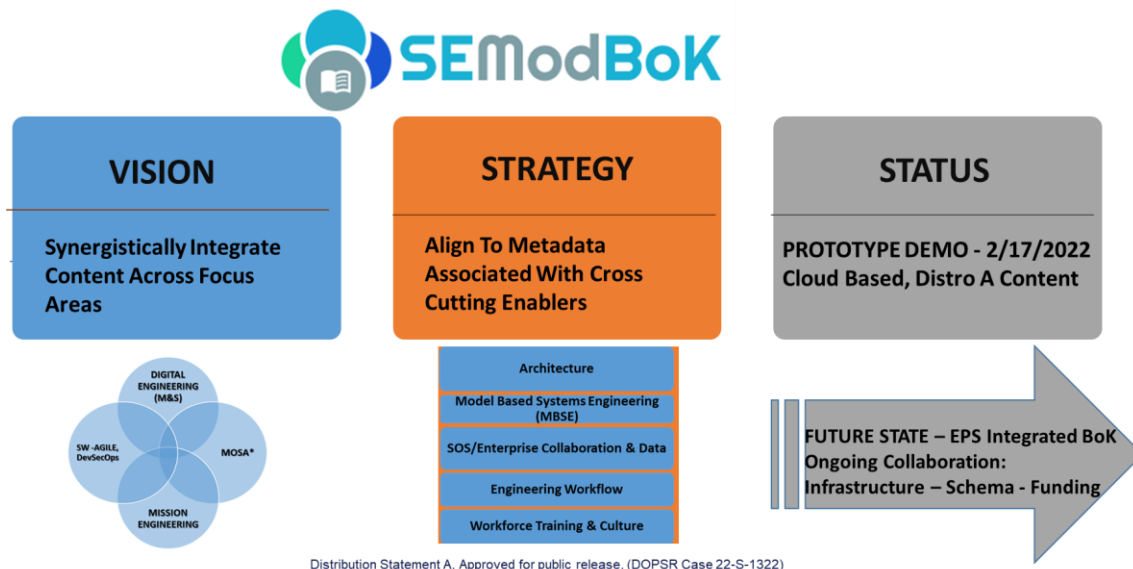 SEModBoK
VISION
Synergistically Integrate
Content Across Focus
Areas
DIGITAL
ENGINEERING
(M&S)
SW -AGILE,
DevSecOps
MOSA*
MISSION
ENGINEERING
STRATEGY
Align To Metadata
Associated With Cross
Cutting Enablers
Architecture
Model Based Systems Engineering
(MBSE)
SOS/Enterprise Collaboration & Data
Engineering Workflow
Workforce Training & Culture
STATUS
PROTOTYPE DEMO - 2/17/2022
Cloud Based, Distro A Content
FUTURE STATE – EPS Integrated BoK
Ongoing Collaboration:
Infrastructure – Schema - Funding
Distribution Statement A. Approved for public release. (DOPSR Case 22-S-1322)